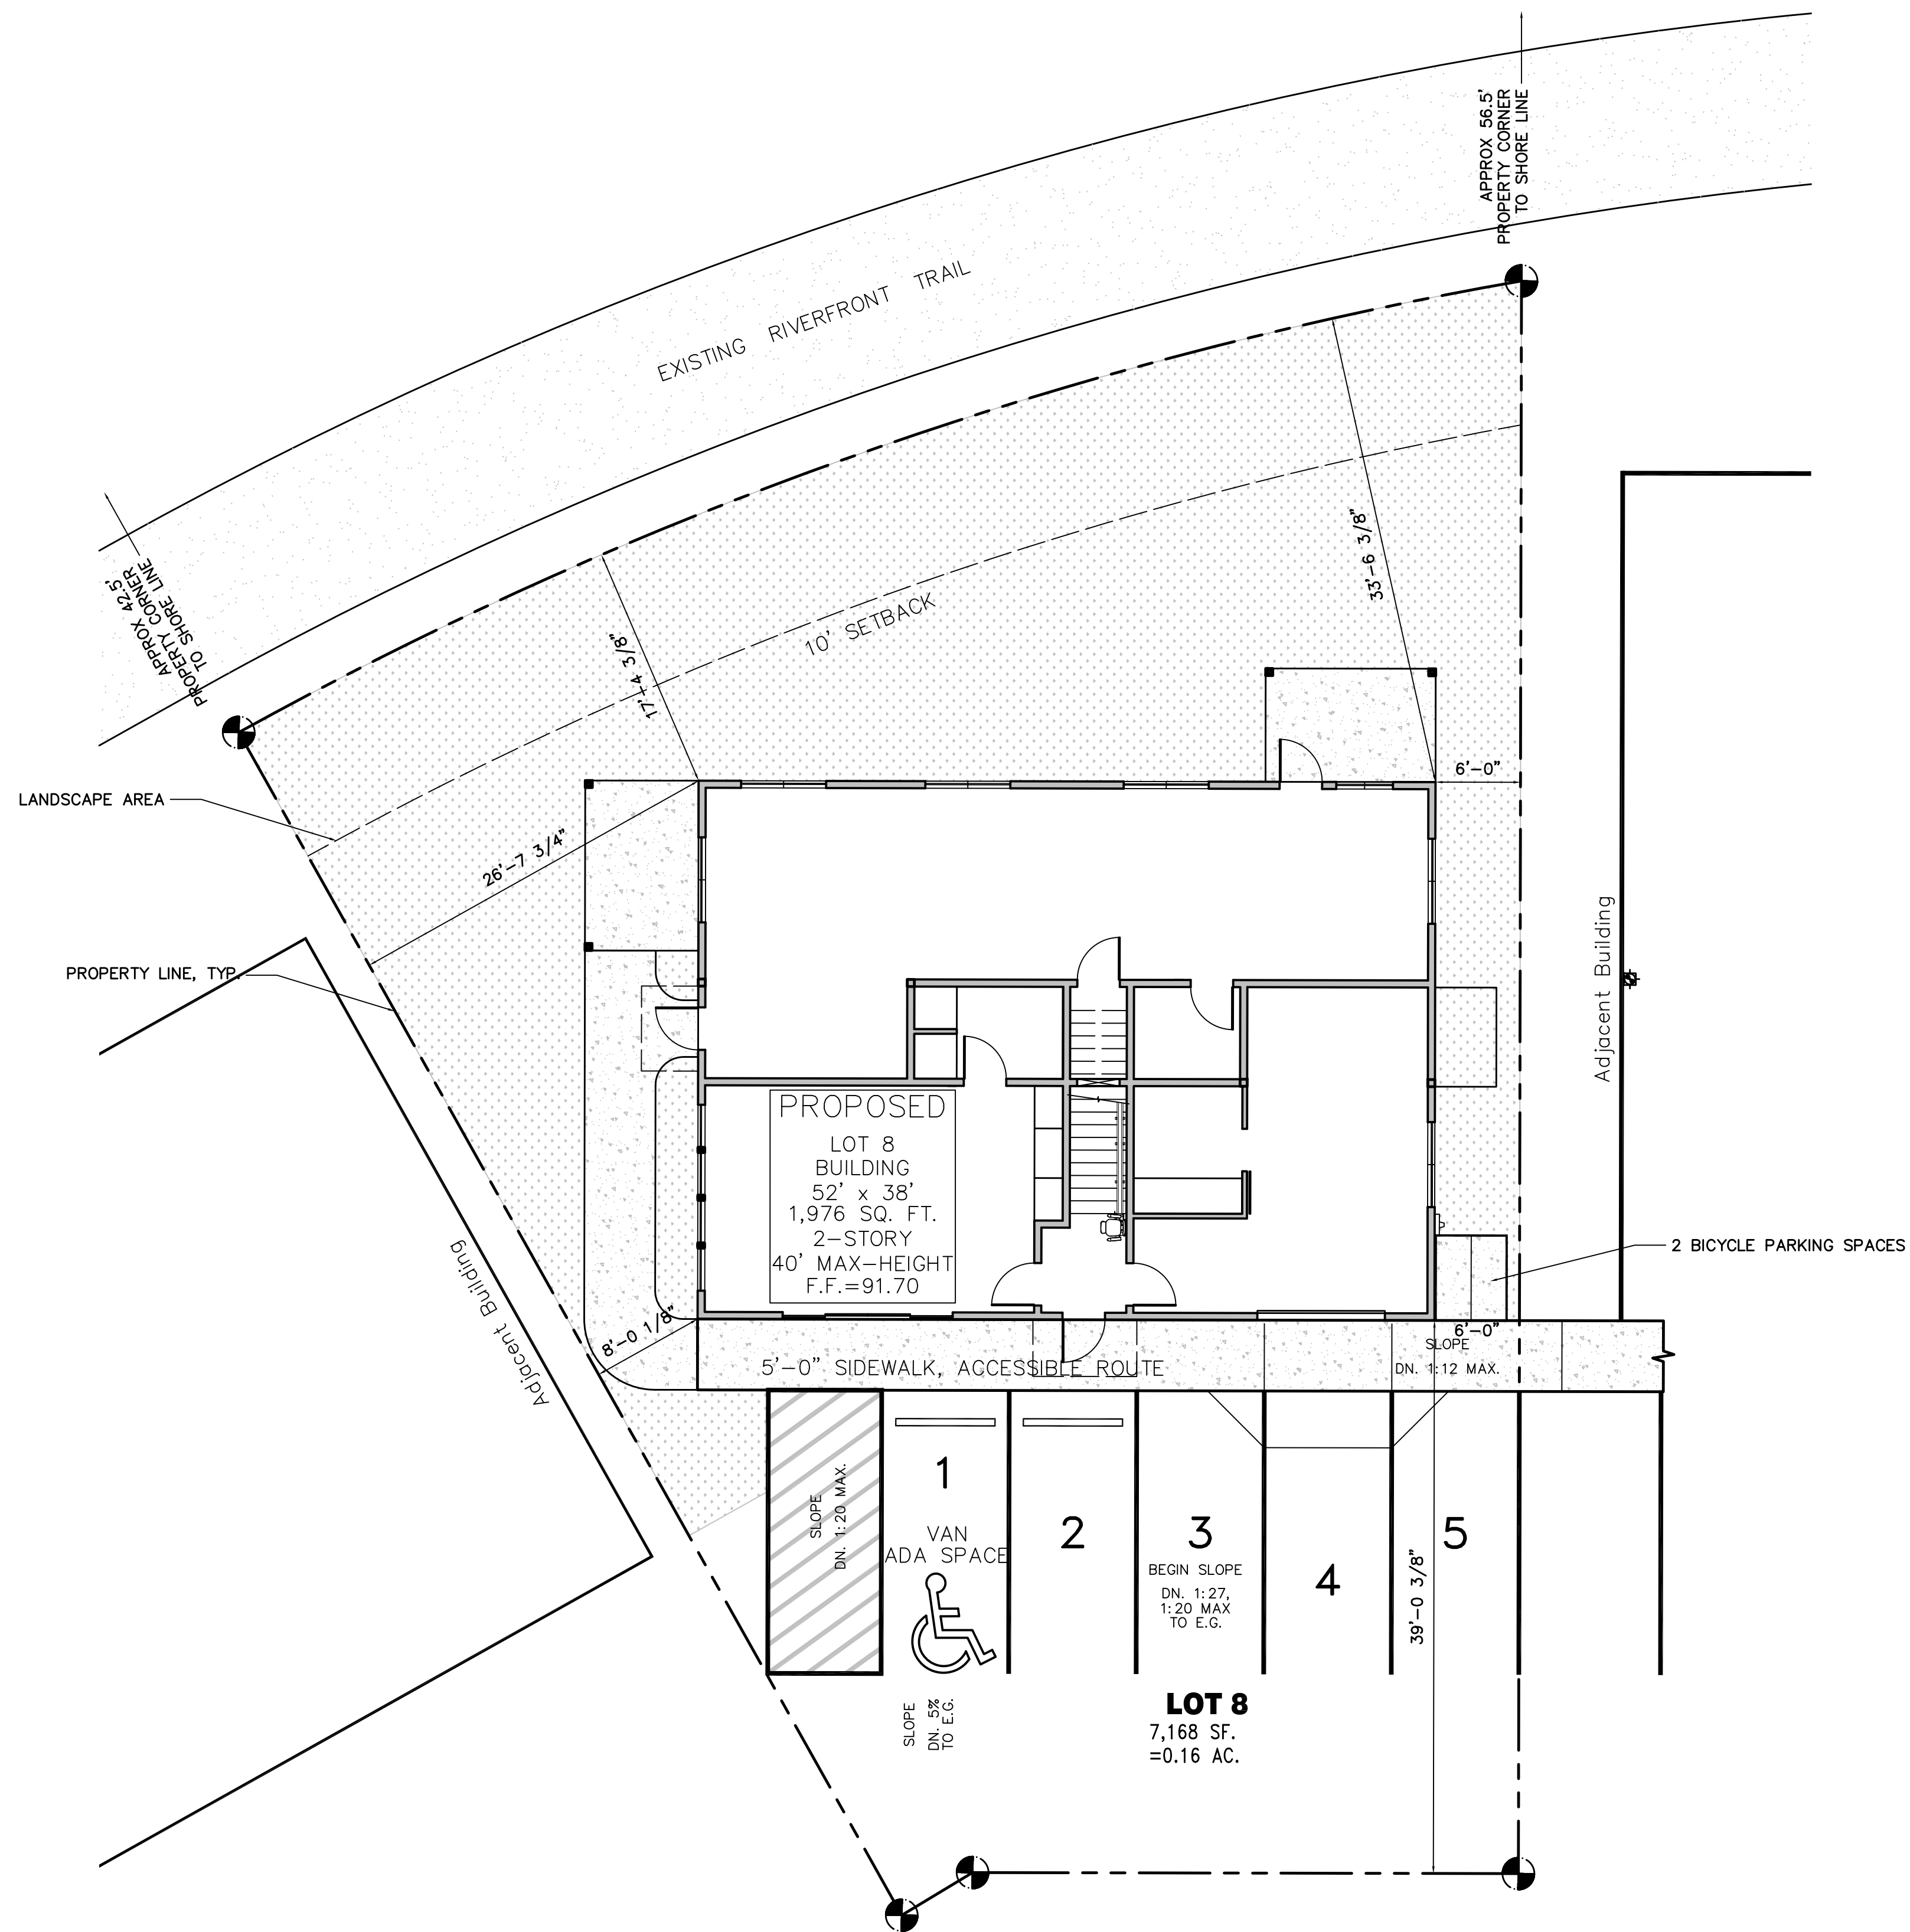 APPROX 56.5'
PROPERTY CORNER
TO SHORE LINE
EXISTING RIVERFRONT TRAIL
APPROX 42.5'
PROPERTY CORNER
TO SHORE LINE
10' SETBACK
33'-6 3/8"
17'-4 3/8"
6'-0"
LANDSCAPE AREA
26'-7 3/4"
PROPERTY LINE, TYP.
Adjacent Building
PROPOSED
LOT 8
BUILDING
52' x 38'
1,976 SQ. FT.
2-STORY
40' MAX-HEIGHT
F.F.=91.70
2 BICYCLE PARKING SPACES
Adjacent Building
8'-0 1/8"
6'-0"
SLOPE
DN. 1:12 MAX.
5'-0" SIDEWALK, ACCESSIBLE ROUTE
SLOPE
DN. 1:20 MAX.
1
VAN
ADA SPACE
2
3
BEGIN SLOPE
DN. 1:27,
1:20 MAX
TO E.G.
4
5
39'-0 3/8"
SLOPE
DN. 5%
TO E.G.
LOT 8
7,168 SF.
=0.16 AC.